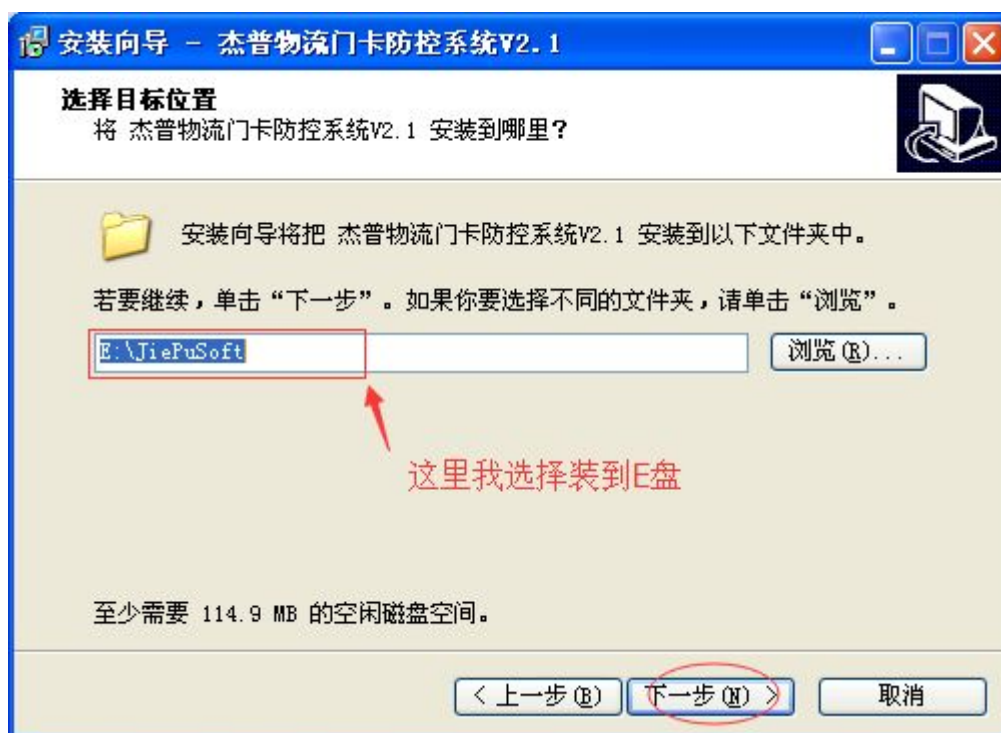 安装向导 - 杰普物流门卡防控系统V2.1
选择目标位置
将 杰普物流门卡防控系统V2.1 安装到哪里?
安装向导将把 杰普物流门卡防控系统V2.1 安装到以下文件夹中。
若要继续，单击“下一步”。如果你要选择不同的文件夹，请单击“浏览”。
E:\JiePuSoft
浏览(R)...
这里我选择装到E盘
至少需要 114.9 MB 的空闲磁盘空间。
< 上一步(B) 下一步(N) > 取消